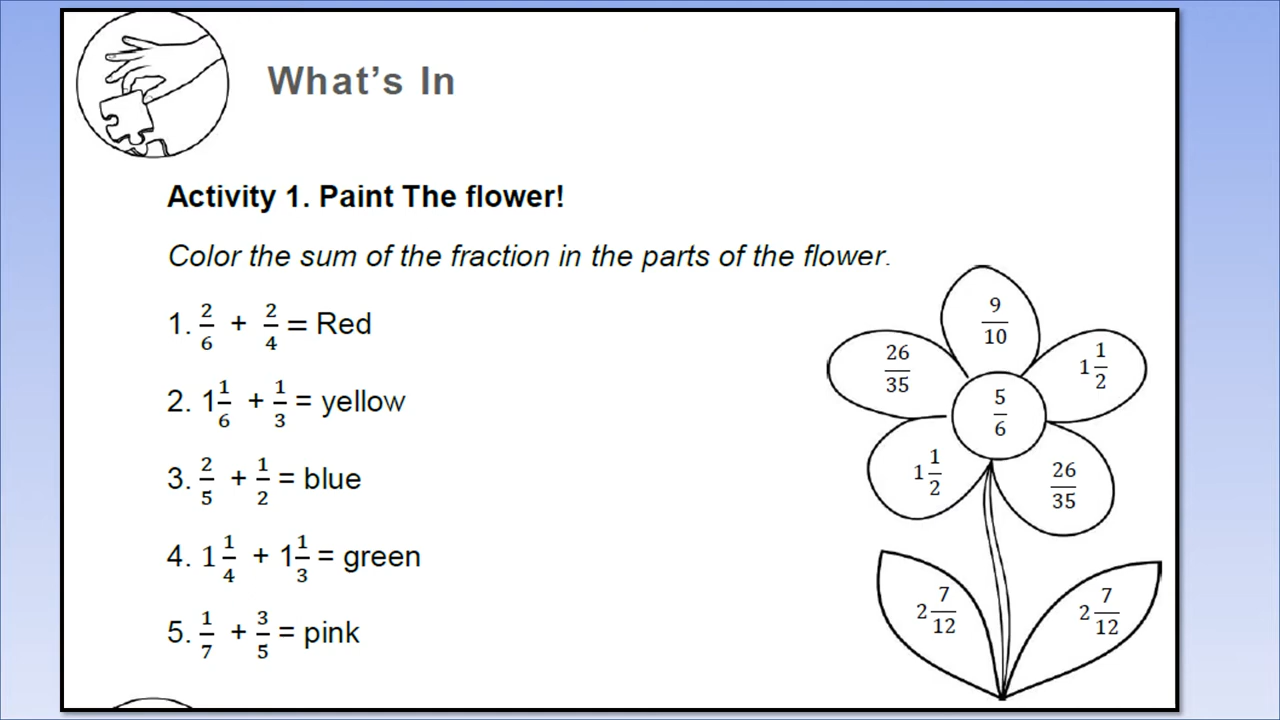 What's In
Activity 1. Paint The flower!
Color the sum of the fraction in the parts of the flower.
1. 2/6 + 2/4 = Red
2. 1 1/6 + 1/3 = yellow
3. 2/5 + 1/2 = blue
4. 1 1/4 + 1 1/3 = green
5. 1/7 + 3/5 = pink
9/10
26/35
1 1/2
5/6
1 1/2
26/35
2 7/12
2 7/12